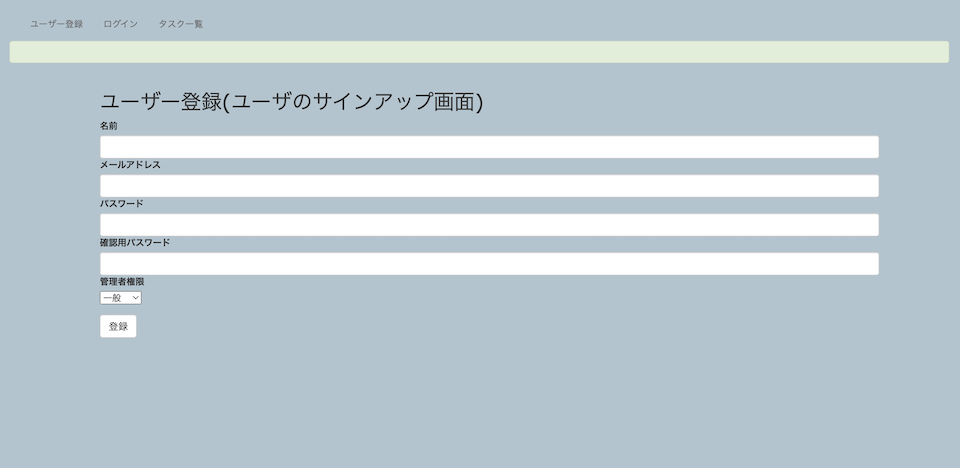 ユーザー登録 ログイン タスク一覧
ユーザー登録(ユーザのサインアップ画面)
名前
メールアドレス
パスワード
確認用パスワード
管理者権限
一般
登録